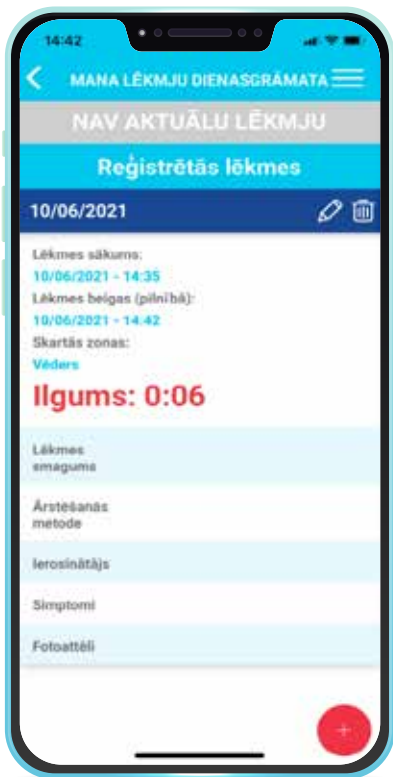 14:42
MANA LĒKMJU DIENASGRĀMATA
NAV AKTUĀLU LĒKMJU
Reģistrētās lēkmes
10/06/2021
Lēkmes sākums:
10/06/2021 - 14:35
Lēkmes beigas (pilnībā):
10/06/2021 - 14:42
Skartās zonas:
Vēders
Ilgums: 0:06
Lēkmes
smagums
Ārstēšanās
metode
Ierosinātājs
Simptomi
Fotoattēli
+